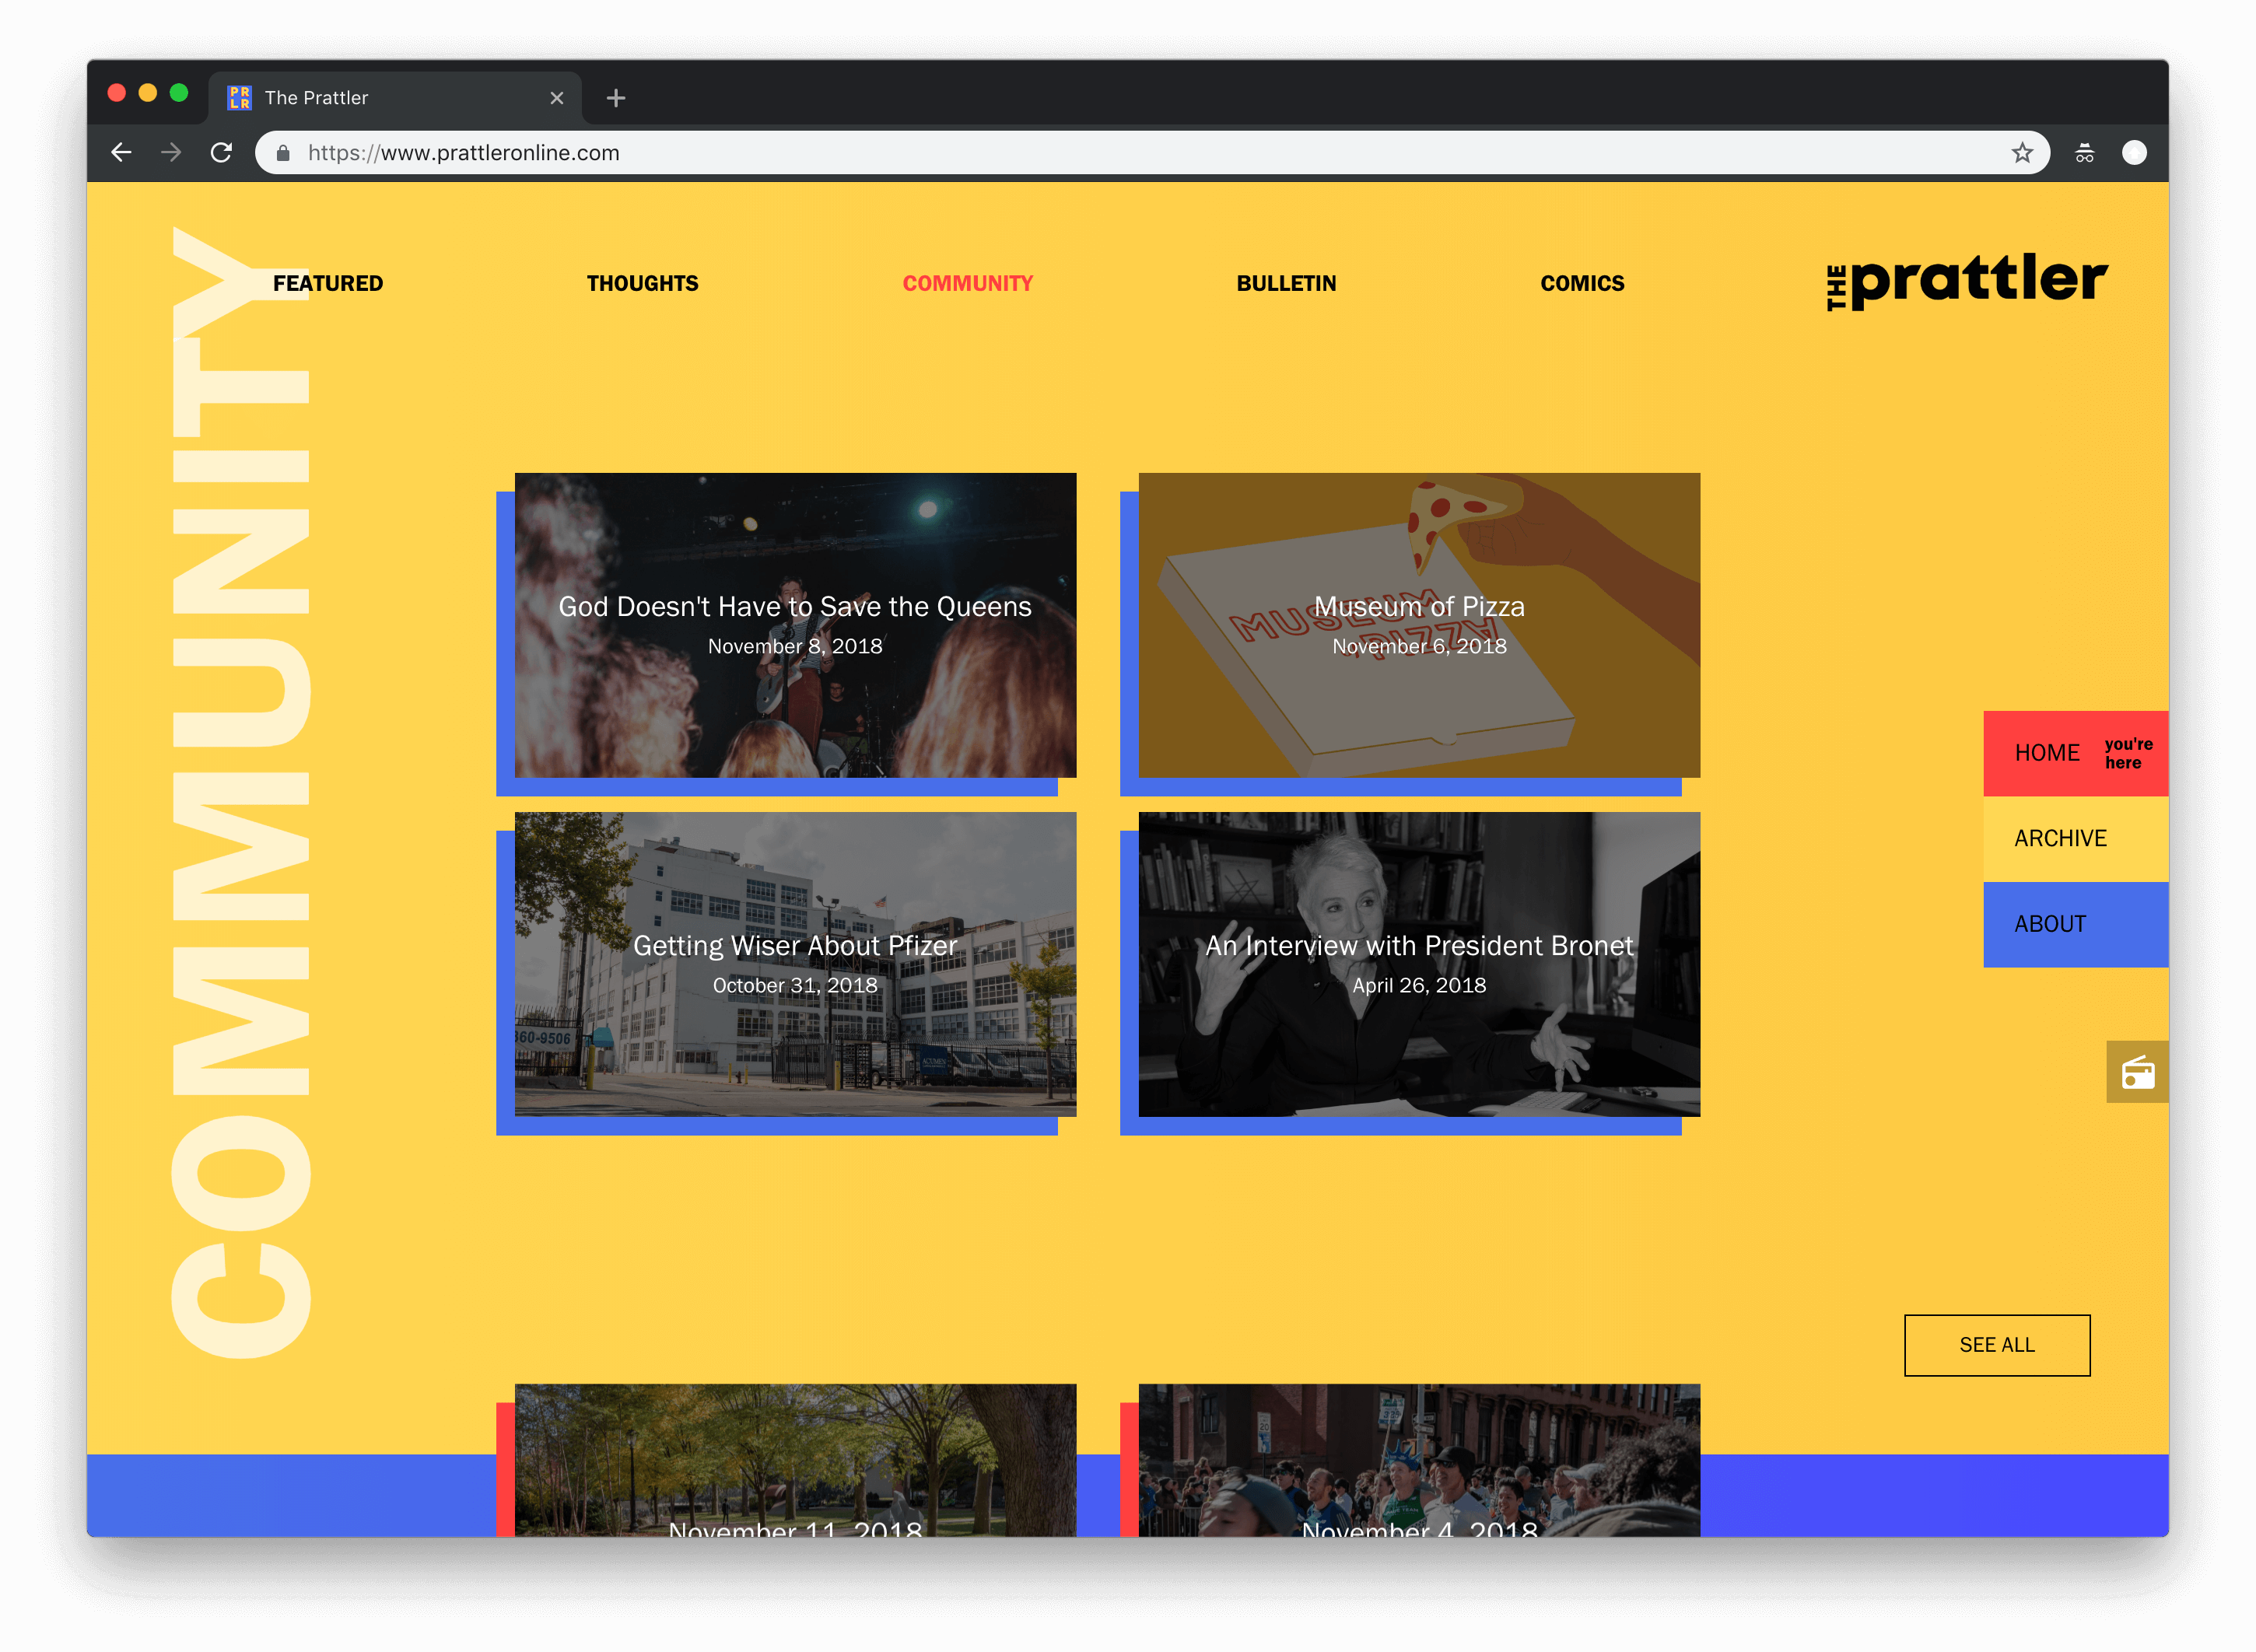 The Prattler
https://www.prattleronline.com
COMMUNITY
FEATURED
THOUGHTS
COMMUNITY
BULLETIN
COMICS
THE prattler
God Doesn't Have to Save the Queens
November 8, 2018
MUSEUM
of PIZZA
Museum of Pizza
November 6, 2018
Getting Wiser About Pfizer
October 31, 2018
360-9506
ACUMEN
An Interview with President Bronet
April 26, 2018
HOME
you're
here
ARCHIVE
ABOUT
SEE ALL
November 11, 2018
November 4, 2018